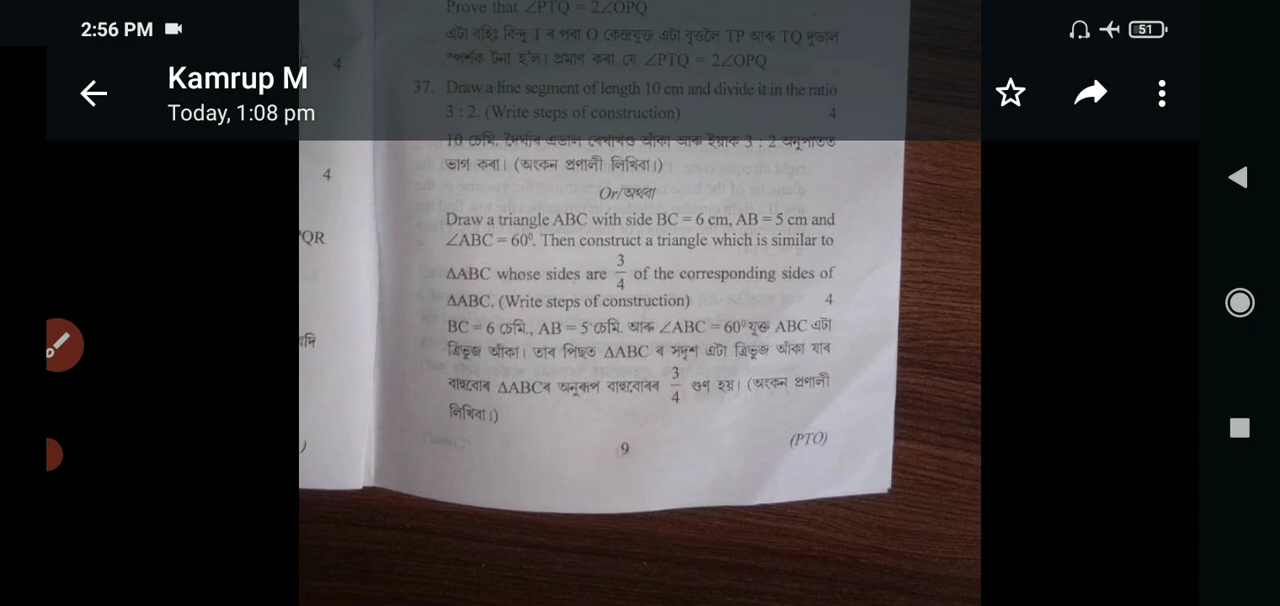 2:56 PM
51
Kamrup M
Today, 1:08 pm
Prove that ∠PTQ = 2∠OPQ
এটা বহিঃ বিন্দু T ৰ পৰা O কেন্দ্ৰযুক্ত এটা বৃত্তলৈ TP আৰু TQ দুডাল
স্পৰ্শক টনা হ'ল। প্ৰমাণ কৰা যে ∠PTQ = 2∠OPQ
4
37. Draw a line segment of length 10 cm and divide it in the ratio
3 : 2. (Write steps of construction) 4
10 চেমি. দৈৰ্ঘ্যৰ এডাল ৰেখাখণ্ড আঁকা আৰু ইয়াক 3 : 2 অনুপাতত
ভাগ কৰা। (অংকন প্ৰণালী লিখিবা।)
4
Or/অথবা
Draw a triangle ABC with side BC = 6 cm, AB = 5 cm and
QR
∠ABC = 60⁰. Then construct a triangle which is similar to
ΔABC whose sides are 3/4 of the corresponding sides of
ΔABC. (Write steps of construction) 4
BC = 6 চেমি., AB = 5 চেমি. আৰু ∠ABC = 60⁰ যুক্ত ABC এটা
ত্ৰিভুজ আঁকা। তাৰ পিছত ΔABC ৰ সদৃশ এটা ত্ৰিভুজ আঁকা যাৰ
বাহুবোৰ ΔABCৰ অনুৰূপ বাহুবোৰৰ 3/4 গুণ হয়। (অংকন প্ৰণালী
লিখিবা।)
9
(PTO)